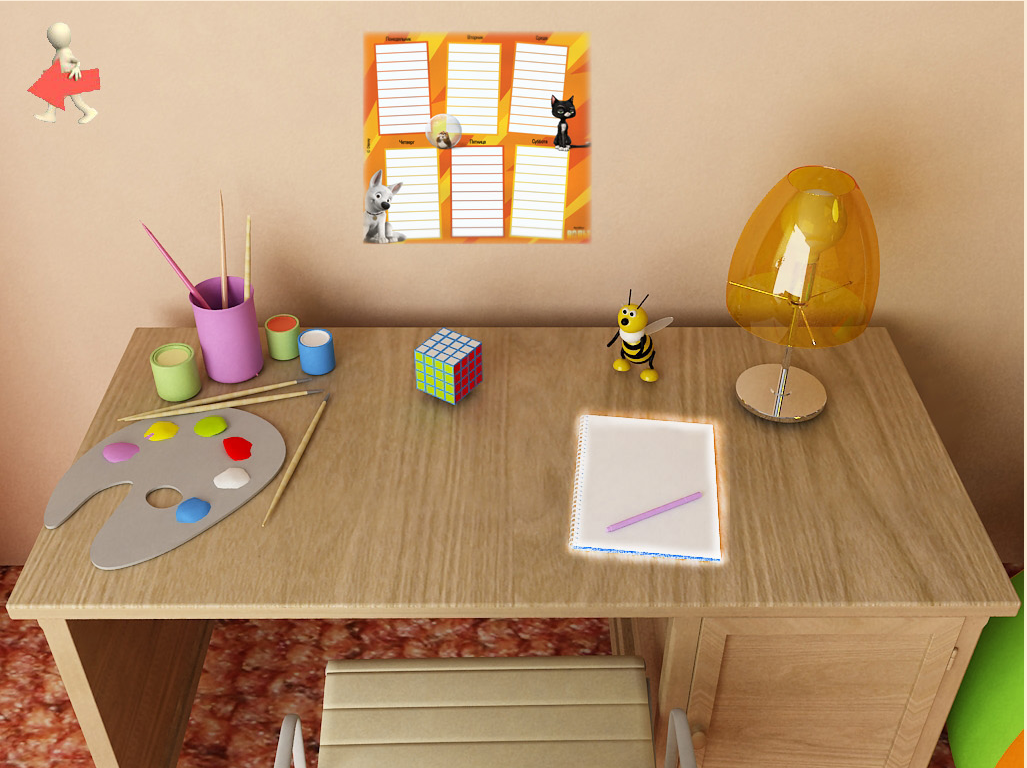 Понедельник
Вторник
Среда
Четверг
Пятница
Суббота